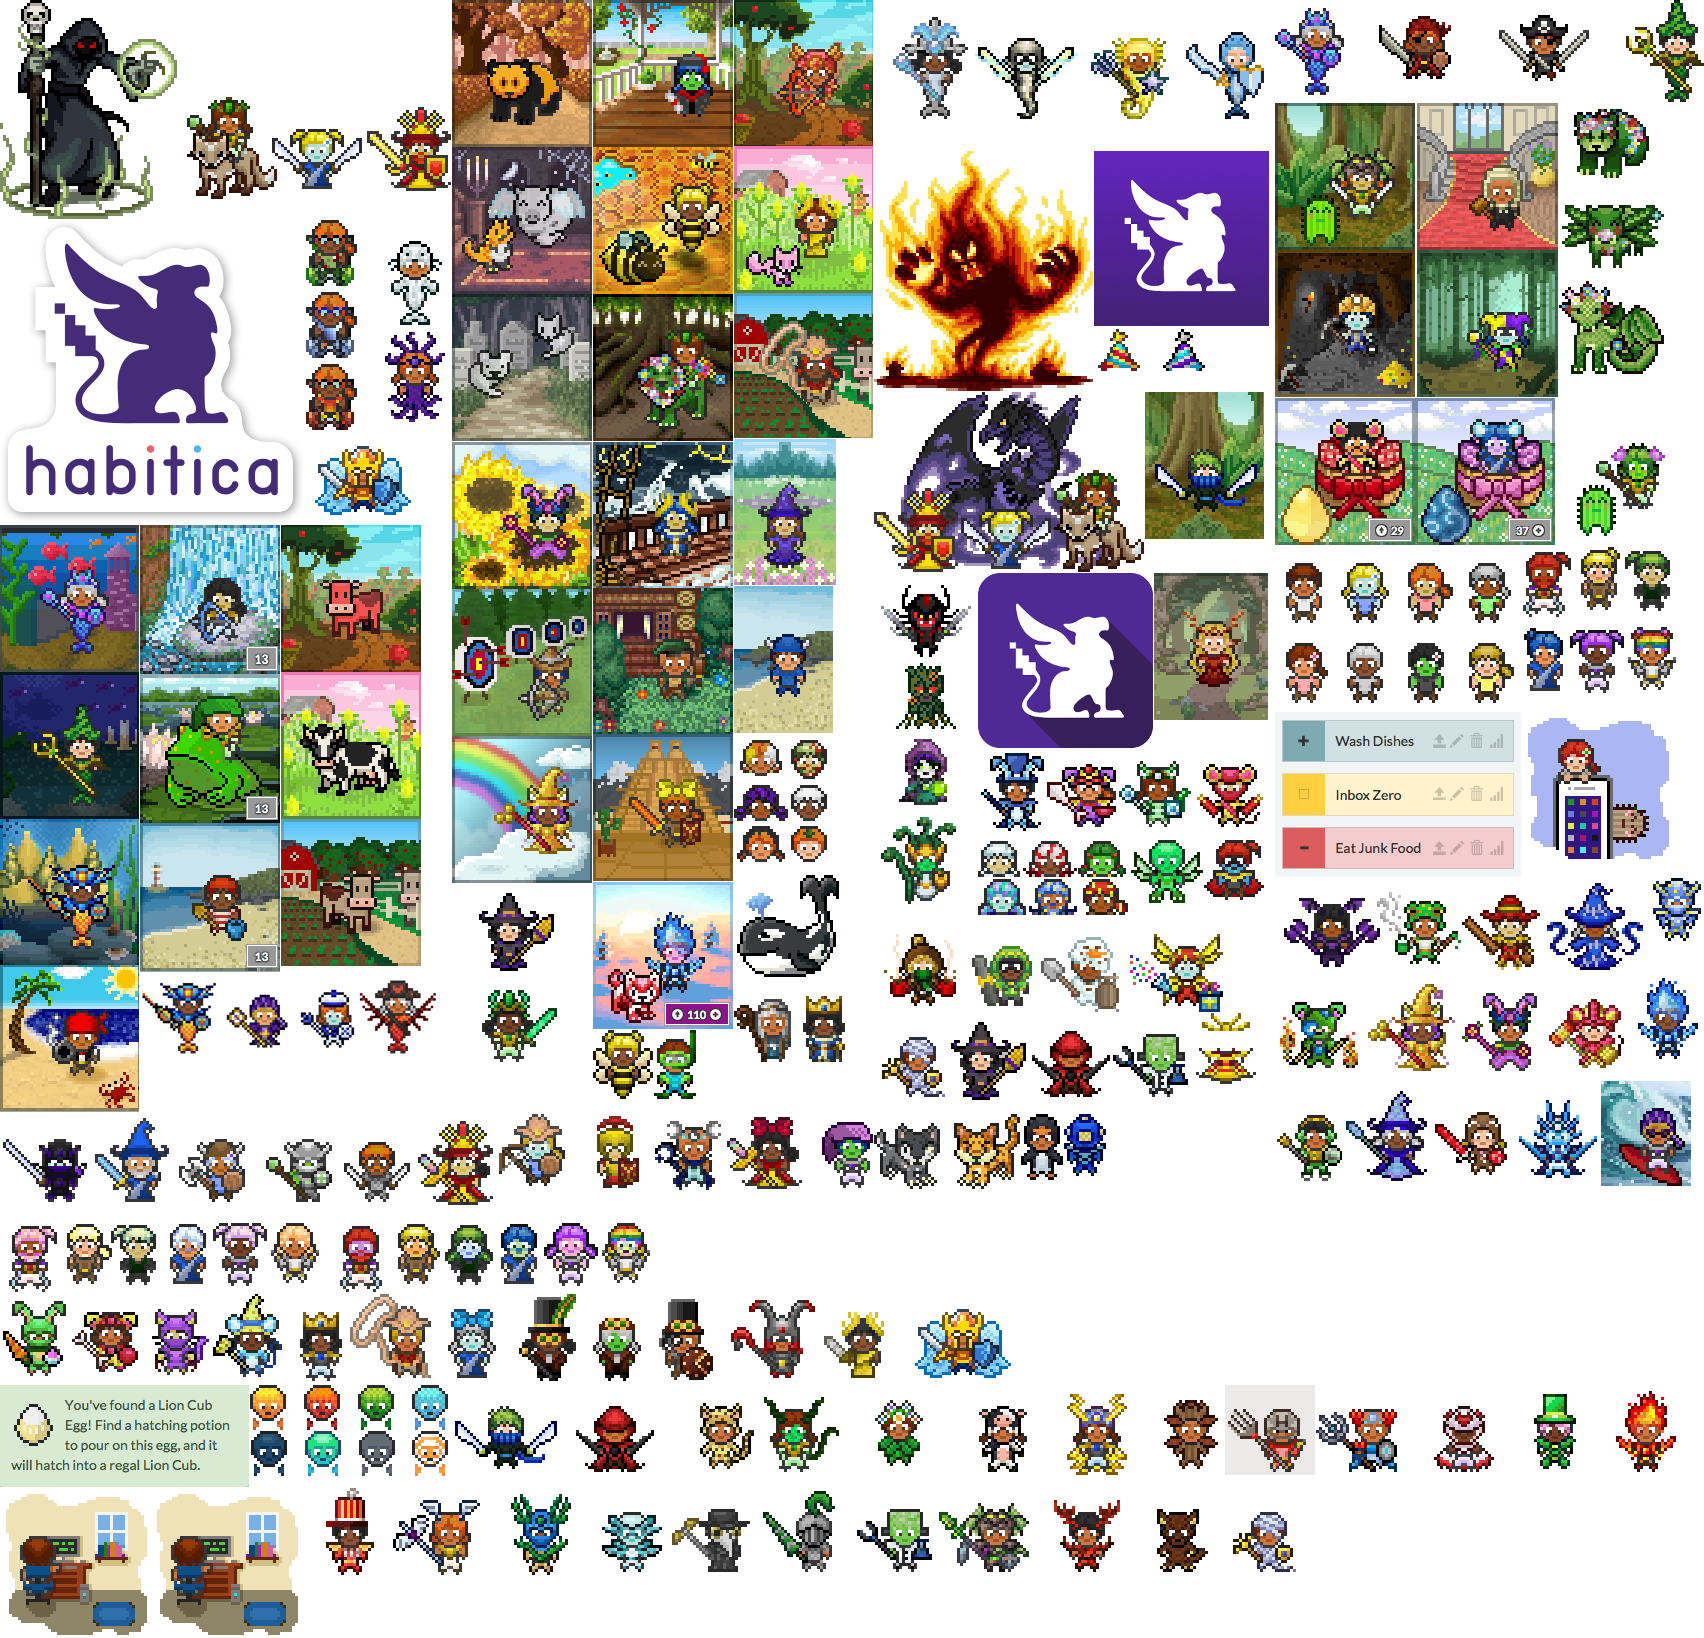 habitica
13
13
13
110
29
37
+ Wash Dishes
Inbox Zero
- Eat Junk Food
You've found a Lion Cub
Egg! Find a hatching potion
to pour on this egg, and it
will hatch into a regal Lion Cub.